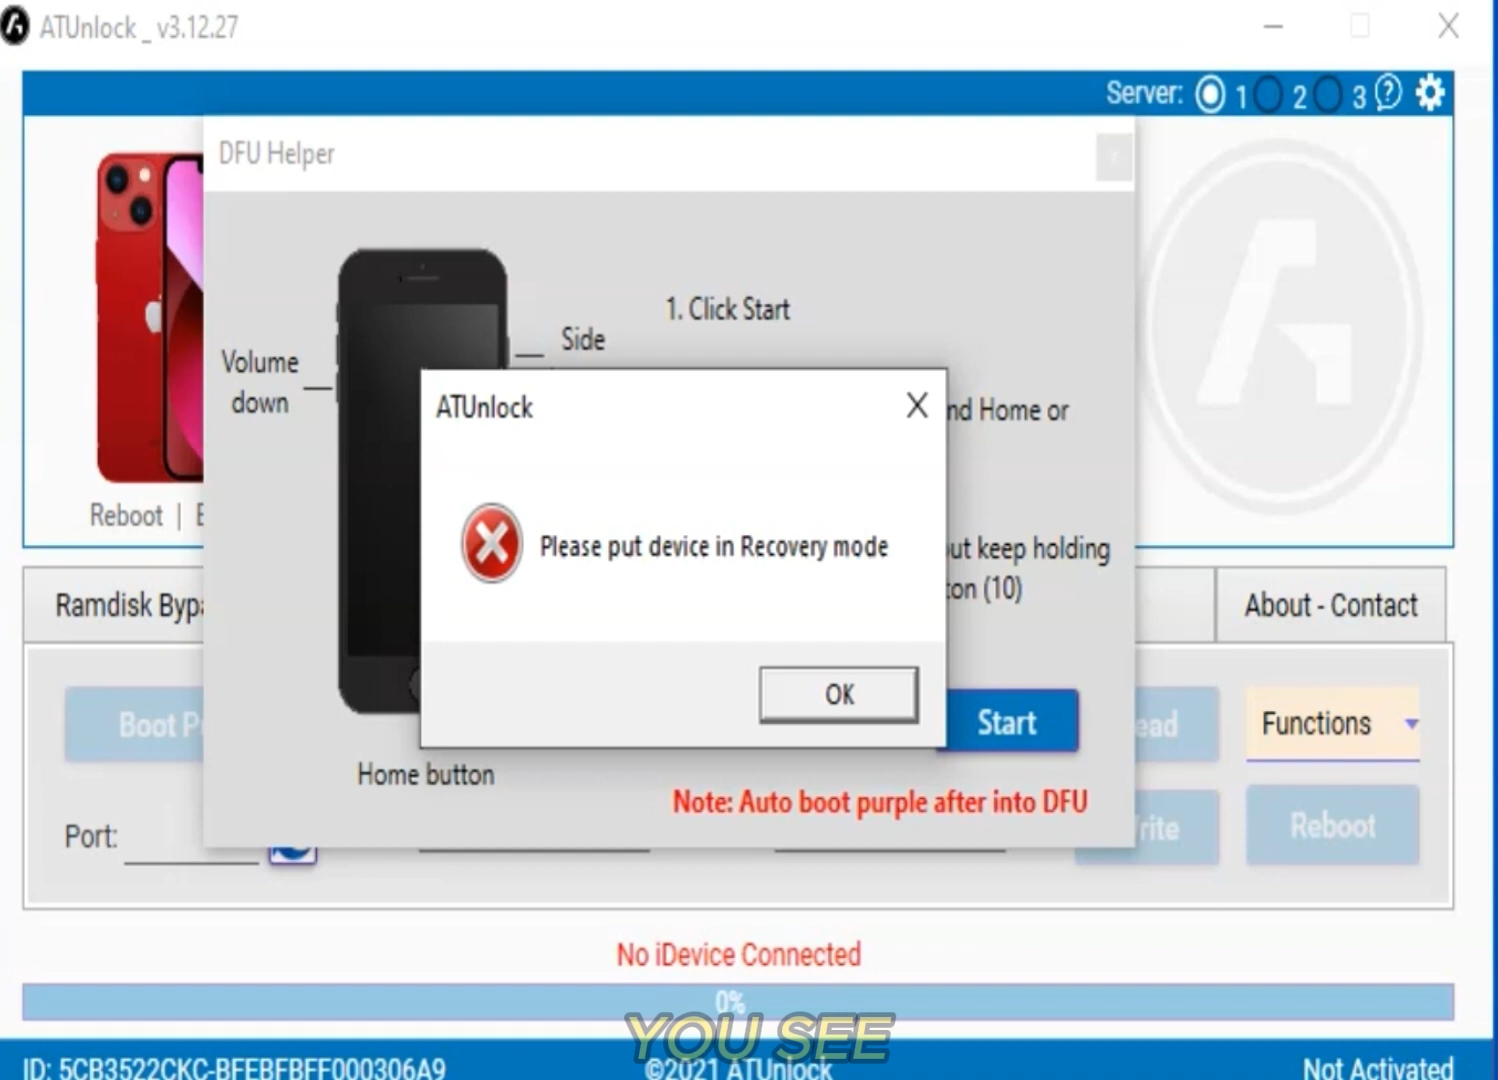 ATUnlock _ v3.12.27
Server: 1 2 3 ?
DFU Helper
1. Click Start
Side
Volume
down
ATUnlock
nd Home or
Please put device in Recovery mode
ut keep holding
on (10)
Reboot |
Ramdisk Byp
About - Contact
OK
Start
Boot P
ead
Functions
Home button
Note: Auto boot purple after into DFU
Port:
rite
Reboot
No iDevice Connected
0%
YOU SEE
ID: 5CB3522CKC-BFEBFBFF000306A9
©2021 ATUnlock
Not Activated